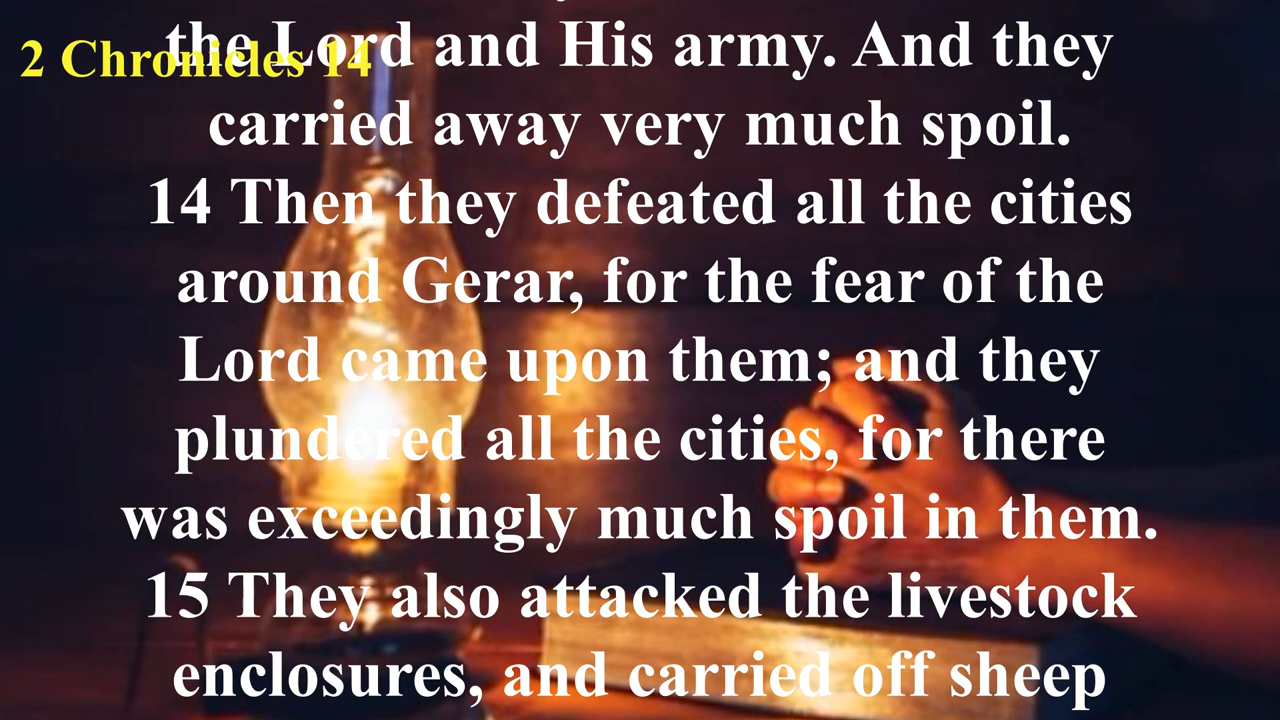 2 Chronicles 14
the Lord and His army. And they
carried away very much spoil.
14 Then they defeated all the cities
around Gerar, for the fear of the
Lord came upon them; and they
plundered all the cities, for there
was exceedingly much spoil in them.
15 They also attacked the livestock
enclosures, and carried off sheep